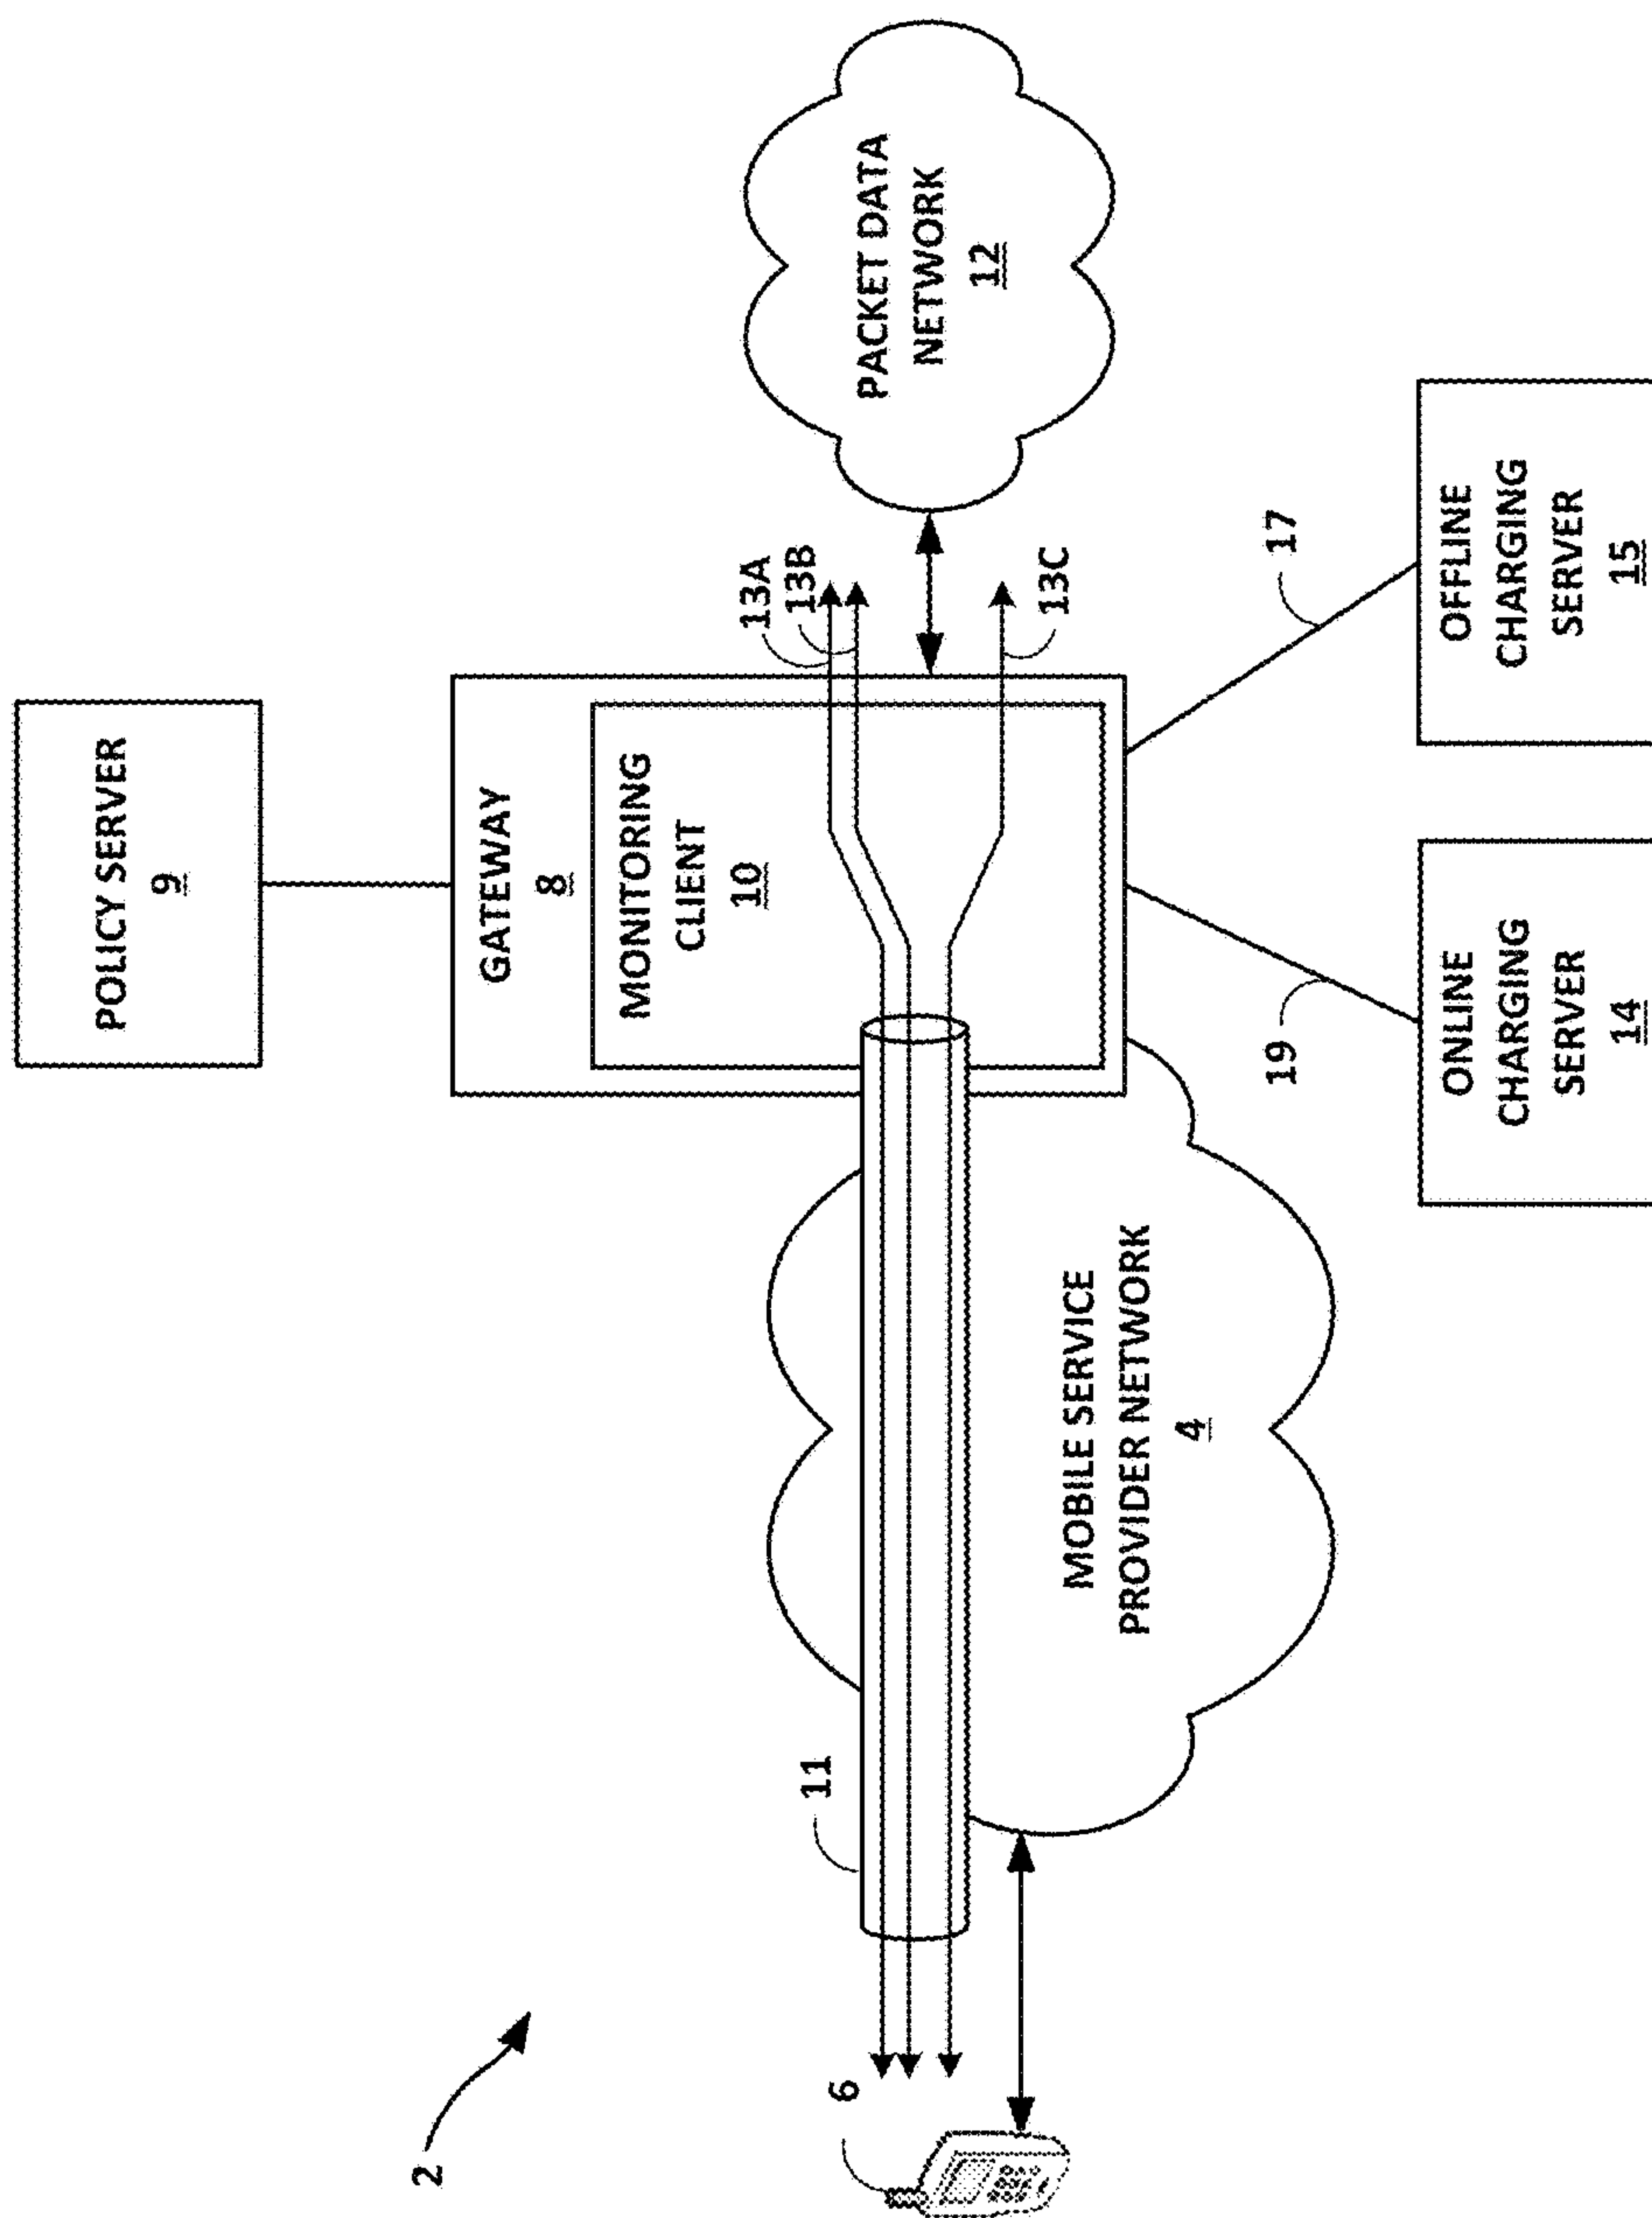 2
POLICY SERVER
9
GATEWAY
8
MONITORING
CLIENT
10
13A
13B
13C
PACKET DATA
NETWORK
12
11
6
MOBILE SERVICE
PROVIDER NETWORK
4
19
17
ONLINE
CHARGING
SERVER
14
OFFLINE
CHARGING
SERVER
15